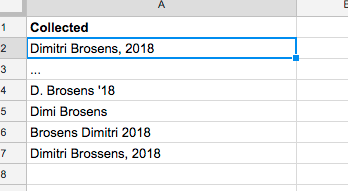 A
1 Collected
2 Dimitri Brosens, 2018
3 ...
4 D. Brosens '18
5 Dimi Brosens
6 Brosens Dimitri 2018
7 Dimitri Brossens, 2018
8